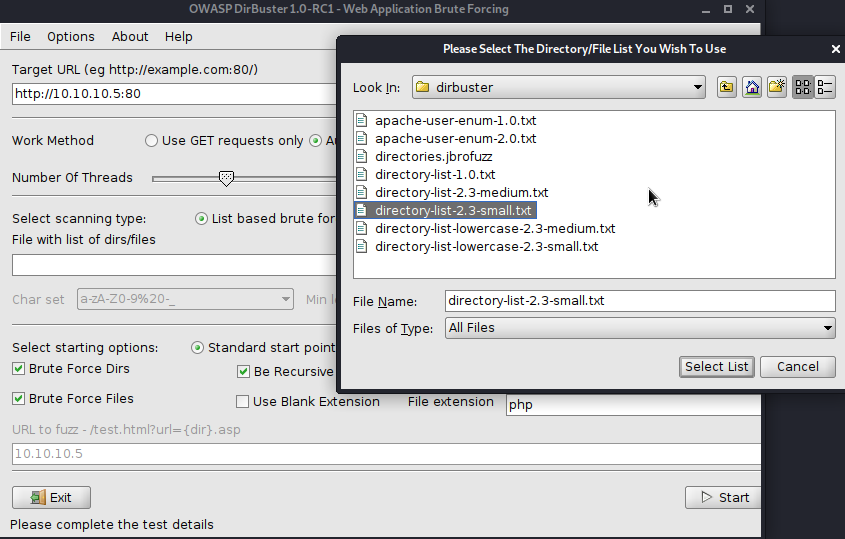 OWASP DirBuster 1.0-RC1 - Web Application Brute Forcing
File Options About Help
Target URL (eg http://example.com:80/)
http://10.10.10.5:80
Work Method Use GET requests only
Number Of Threads
Select scanning type: List based brute for
File with list of dirs/files
Char set a-zA-Z0-9%20-_ Min
Select starting options: Standard start point
Brute Force Dirs Be Recursive
Brute Force Files Use Blank Extension File extension php
URL to fuzz - /test.html?url={dir}.asp
10.10.10.5
Exit Start
Please complete the test details
Please Select The Directory/File List You Wish To Use
Look In: dirbuster
apache-user-enum-1.0.txt
apache-user-enum-2.0.txt
directories.jbrofuzz
directory-list-1.0.txt
directory-list-2.3-medium.txt
directory-list-2.3-small.txt
directory-list-lowercase-2.3-medium.txt
directory-list-lowercase-2.3-small.txt
File Name: directory-list-2.3-small.txt
Files of Type: All Files
Select List Cancel